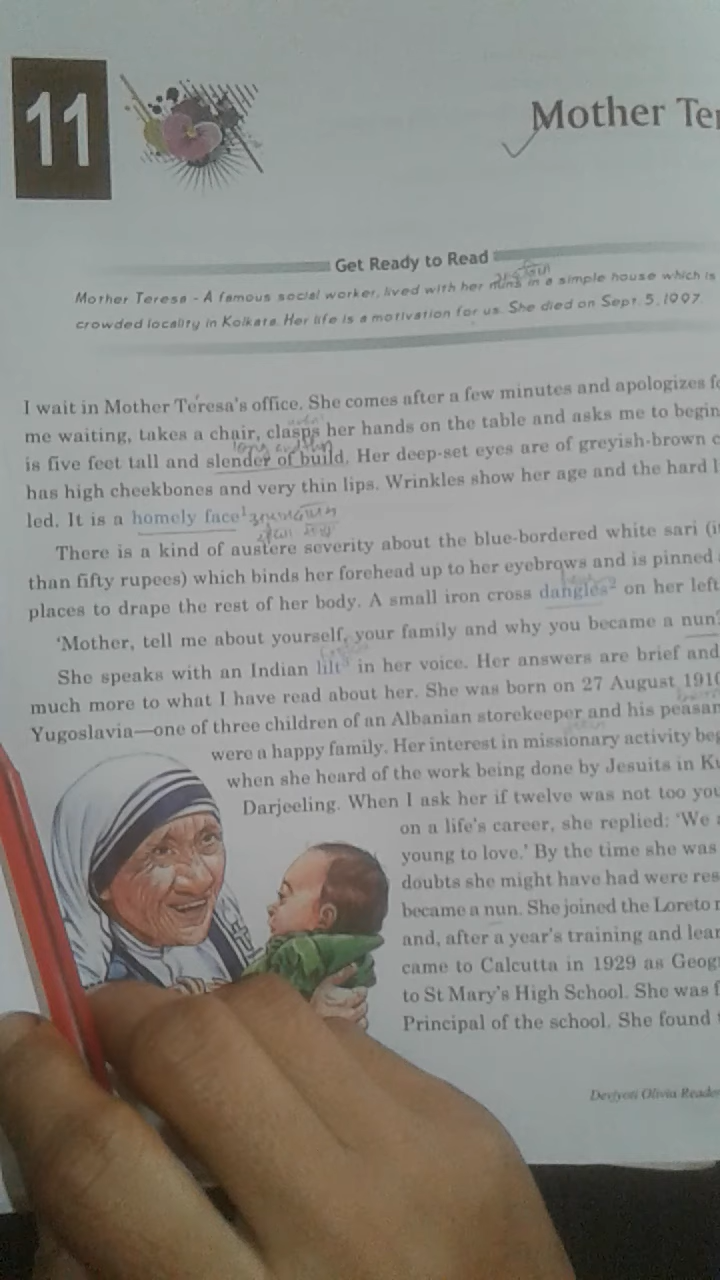 11
Mother Ter
Get Ready to Read
Mother Teresa - A famous social worker, lived with her nuns in a simple house which is
crowded locality in Kolkata. Her life is a motivation for us. She died on Sept. 5, 1997.
I wait in Mother Teresa's office. She comes after a few minutes and apologizes fo
me waiting, takes a chair, clasps her hands on the table and asks me to begin
is five feet tall and slender of build. Her deep-set eyes are of greyish-brown c
has high cheekbones and very thin lips. Wrinkles show her age and the hard l
led. It is a homely face¹
There is a kind of austere severity about the blue-bordered white sari (i
than fifty rupees) which binds her forehead up to her eyebrows and is pinned
places to drape the rest of her body. A small iron cross dangles² on her left
'Mother, tell me about yourself, your family and why you became a nun?
She speaks with an Indian lilt³ in her voice. Her answers are brief and
much more to what I have read about her. She was born on 27 August 1910
Yugoslavia—one of three children of an Albanian storekeeper and his peasan
were a happy family. Her interest in missionary activity beg
when she heard of the work being done by Jesuits in Ku
Darjeeling. When I ask her if twelve was not too you
on a life's career, she replied: 'We a
young to love.' By the time she was
doubts she might have had were res
became a nun. She joined the Loreto
and, after a year's training and lear
came to Calcutta in 1929 as Geog
to St Mary's High School. She was f
Principal of the school. She found
Devjyoti Olivia Reade